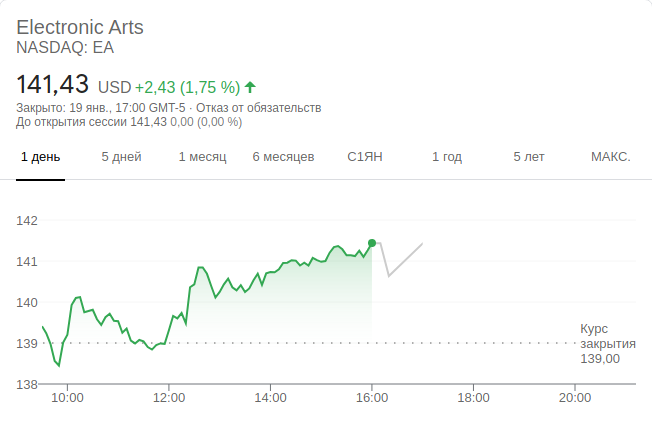 Electronic Arts
NASDAQ: EA
141,43 USD +2,43 (1,75 %)
Закрыто: 19 янв., 17:00 GMT-5 · Отказ от обязательств
До открытия сессии 141,43 0,00 (0,00 %)
1 день 5 дней 1 месяц 6 месяцев С1ЯН 1 год 5 лет МАКС.
142
141
140
139
138
Курс
закрытия
139,00
10:00 12:00 14:00 16:00 18:00 20:00